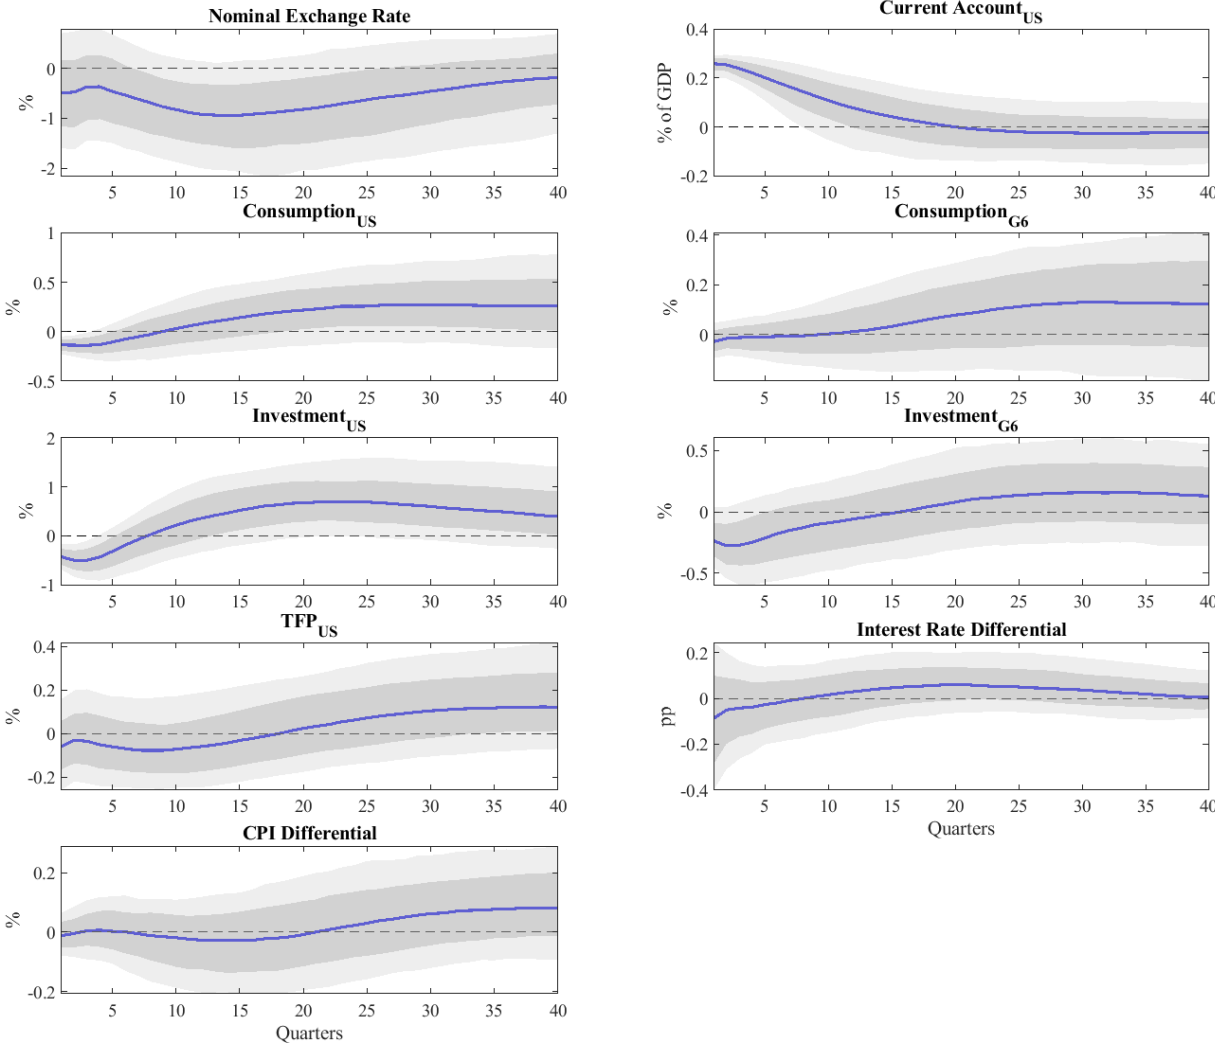 Nominal Exchange Rate
%
0
-1
-2
5 10 15 20 25 30 35 40
Current Account US
% of GDP
0.4
0.2
0
-0.2
5 10 15 20 25 30 35 40
Consumption US
%
1
0.5
0
-0.5
5 10 15 20 25 30 35 40
Consumption G6
%
0.4
0.2
0
5 10 15 20 25 30 35 40
Investment US
%
2
1
0
-1
5 10 15 20 25 30 35 40
Investment G6
%
0.5
0
-0.5
5 10 15 20 25 30 35 40
TFP US
%
0.4
0.2
0
-0.2
5 10 15 20 25 30 35 40
Interest Rate Differential
pp
0.2
0
-0.2
-0.4
5 10 15 20 25 30 35 40
Quarters
CPI Differential
%
0.2
0
-0.2
5 10 15 20 25 30 35 40
Quarters